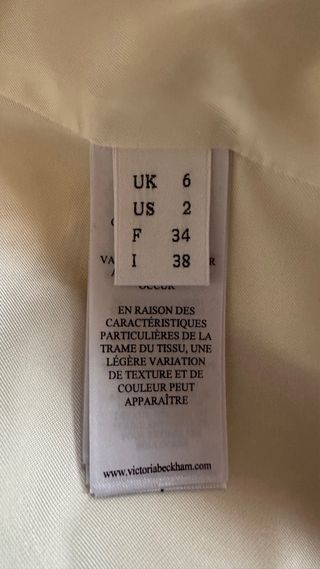 UK 6
US 2
F 34
I 38
OCCUR
EN RAISON DES
CARACTÉRISTIQUES
PARTICULIÈRES DE LA
TRAME DU TISSU, UNE
LÉGÈRE VARIATION
DE TEXTURE ET DE
COULEUR PEUT
APPARAÎTRE
www.victoriabeckham.com